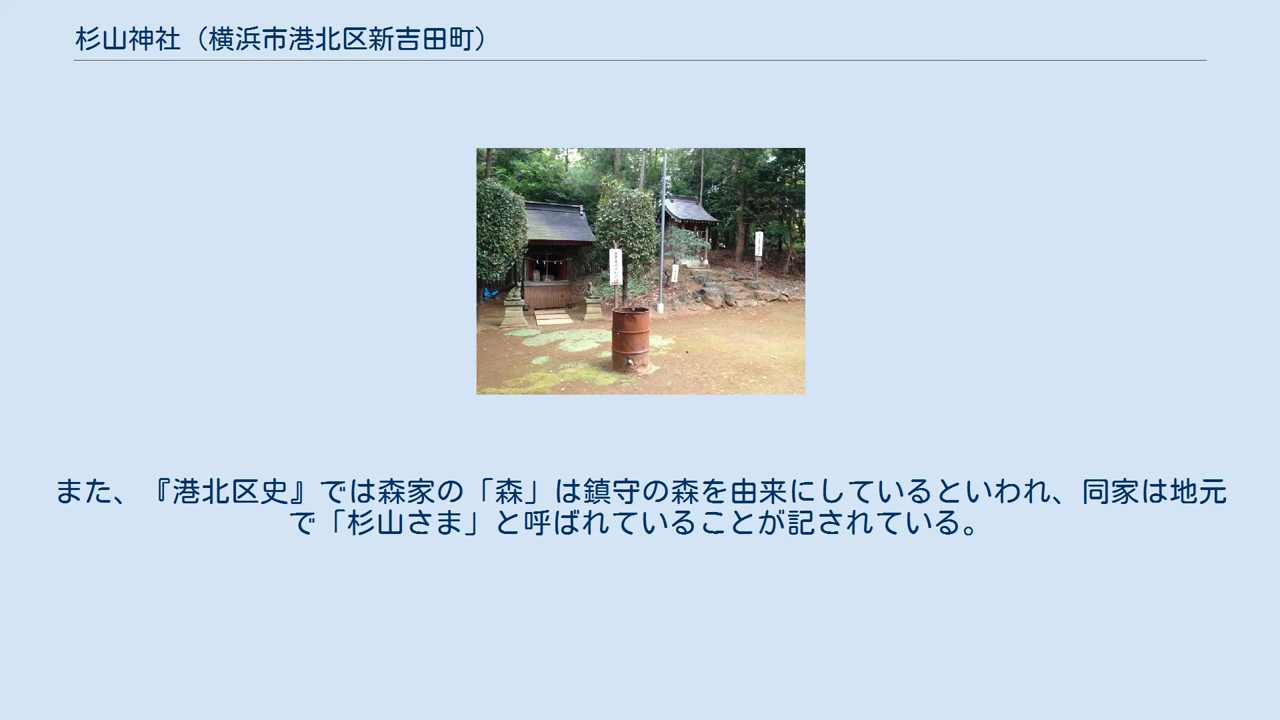 杉山神社（横浜市港北区新吉田町）
また、『港北区史』では森家の「森」は鎮守の森を由来にしているといわれ、同家は地元
で「杉山さま」と呼ばれていることが記されている。